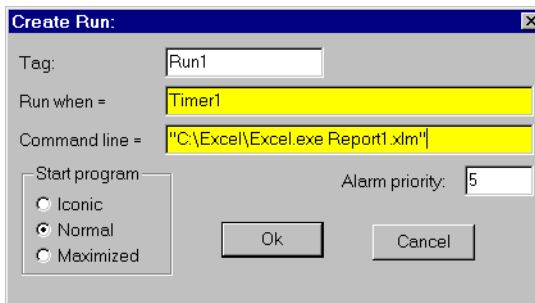 Create Run:
Tag: Run1
Run when = Timer1
Command line = "C:\Excel\Excel.exe Report1.xlm"
Start program
Alarm priority: 5
Iconic
Normal
Maximized
Ok
Cancel